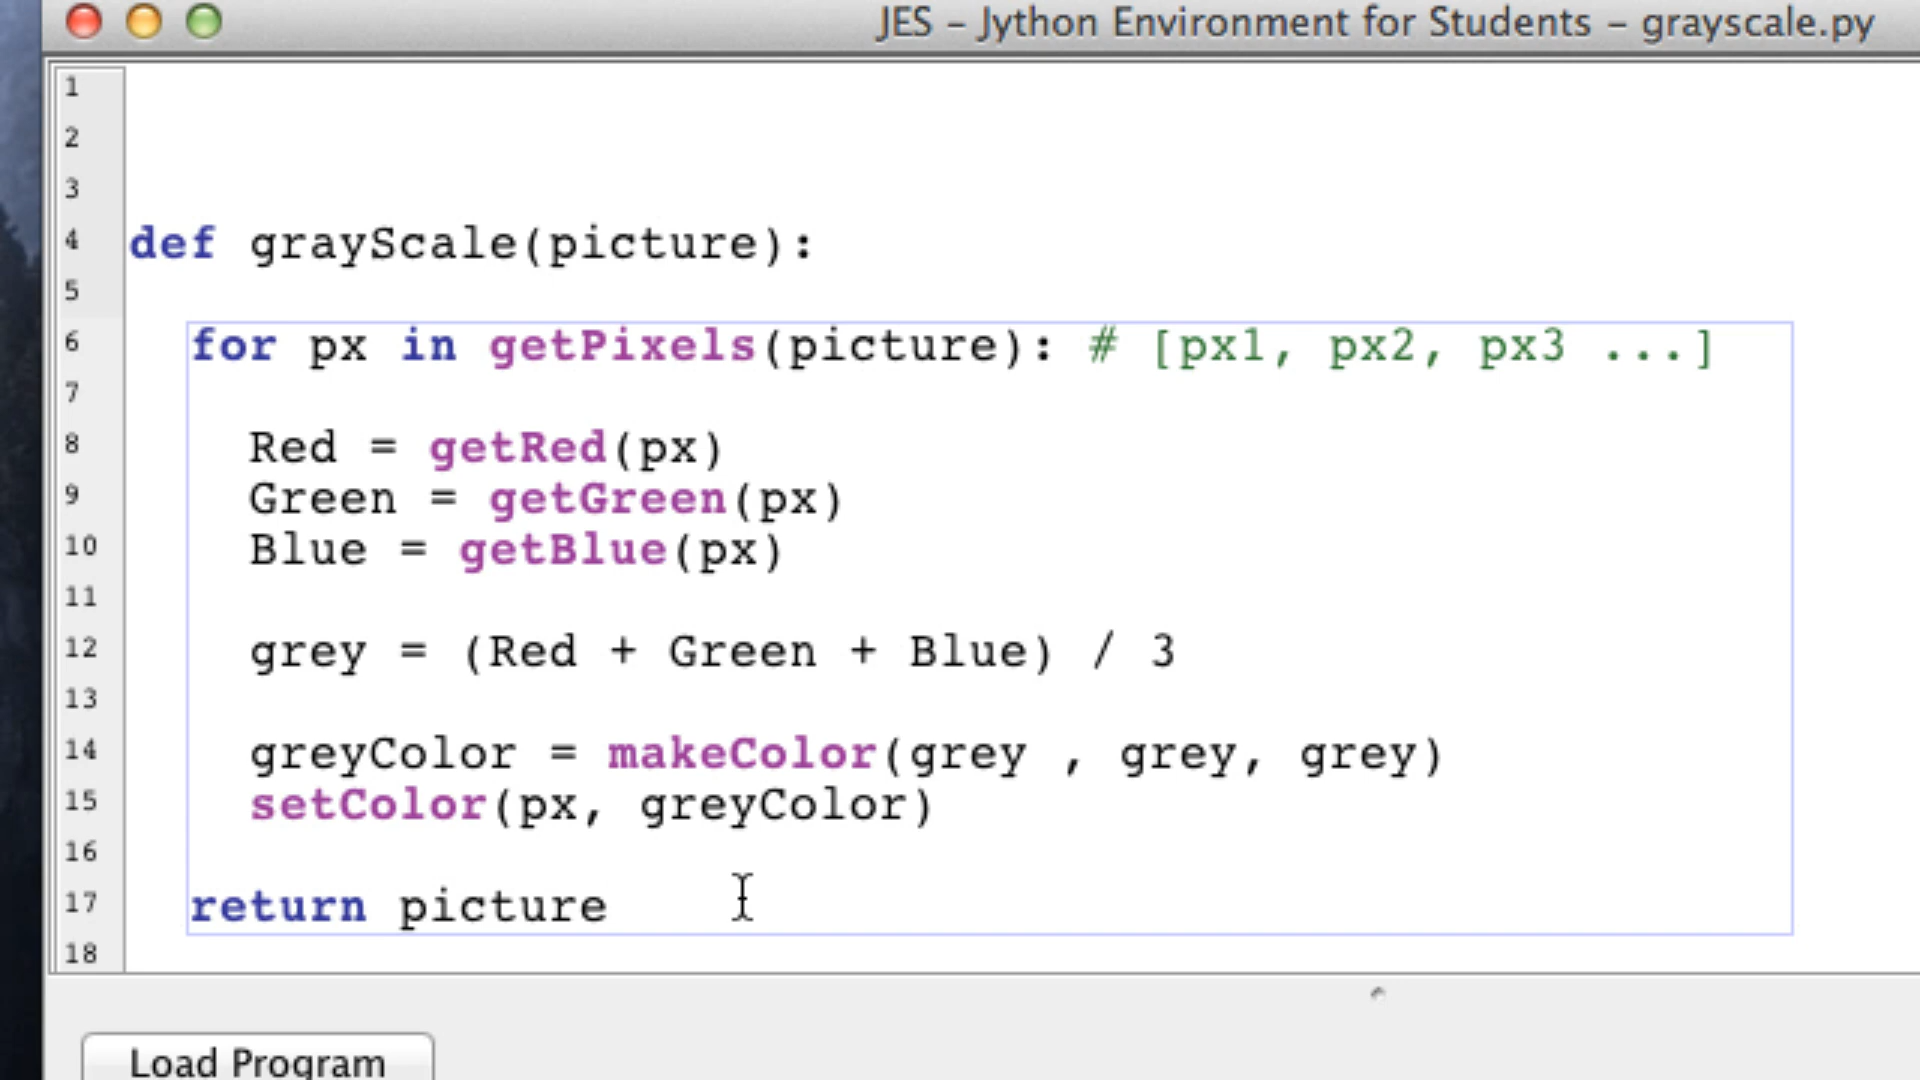 JES – Jython Environment for Students – grayscale.py
1
2
3
4 def grayScale(picture):
5
6 for px in getPixels(picture): # [px1, px2, px3 ...]
7
8 Red = getRed(px)
9 Green = getGreen(px)
10 Blue = getBlue(px)
11
12 grey = (Red + Green + Blue) / 3
13
14 greyColor = makeColor(grey , grey, grey)
15 setColor(px, greyColor)
16
17 return picture
18
Load Program